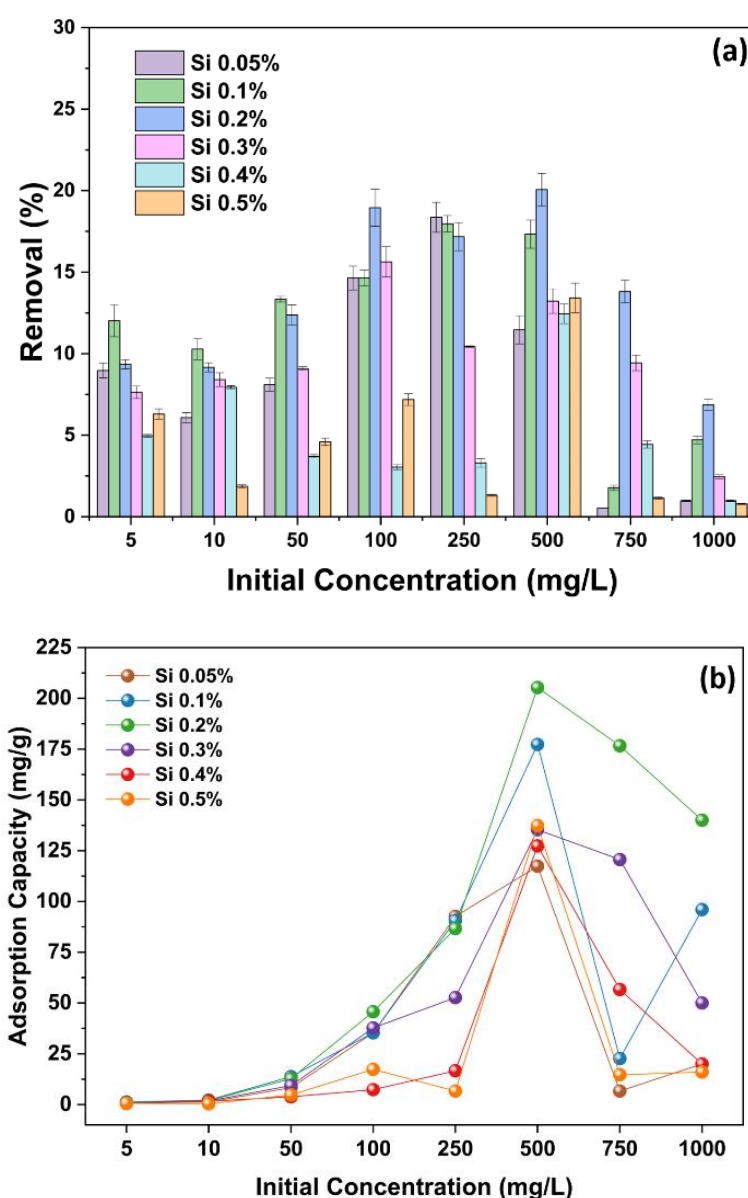 (a)
Si 0.05%
Si 0.1%
Si 0.2%
Si 0.3%
Si 0.4%
Si 0.5%
Removal (%)
30
25
20
15
10
5
0
5 10 50 100 250 500 750 1000
Initial Concentration (mg/L)
(b)
Si 0.05%
Si 0.1%
Si 0.2%
Si 0.3%
Si 0.4%
Si 0.5%
Adsorption Capacity (mg/g)
225
200
175
150
125
100
75
50
25
0
5 10 50 100 250 500 750 1000
Initial Concentration (mg/L)